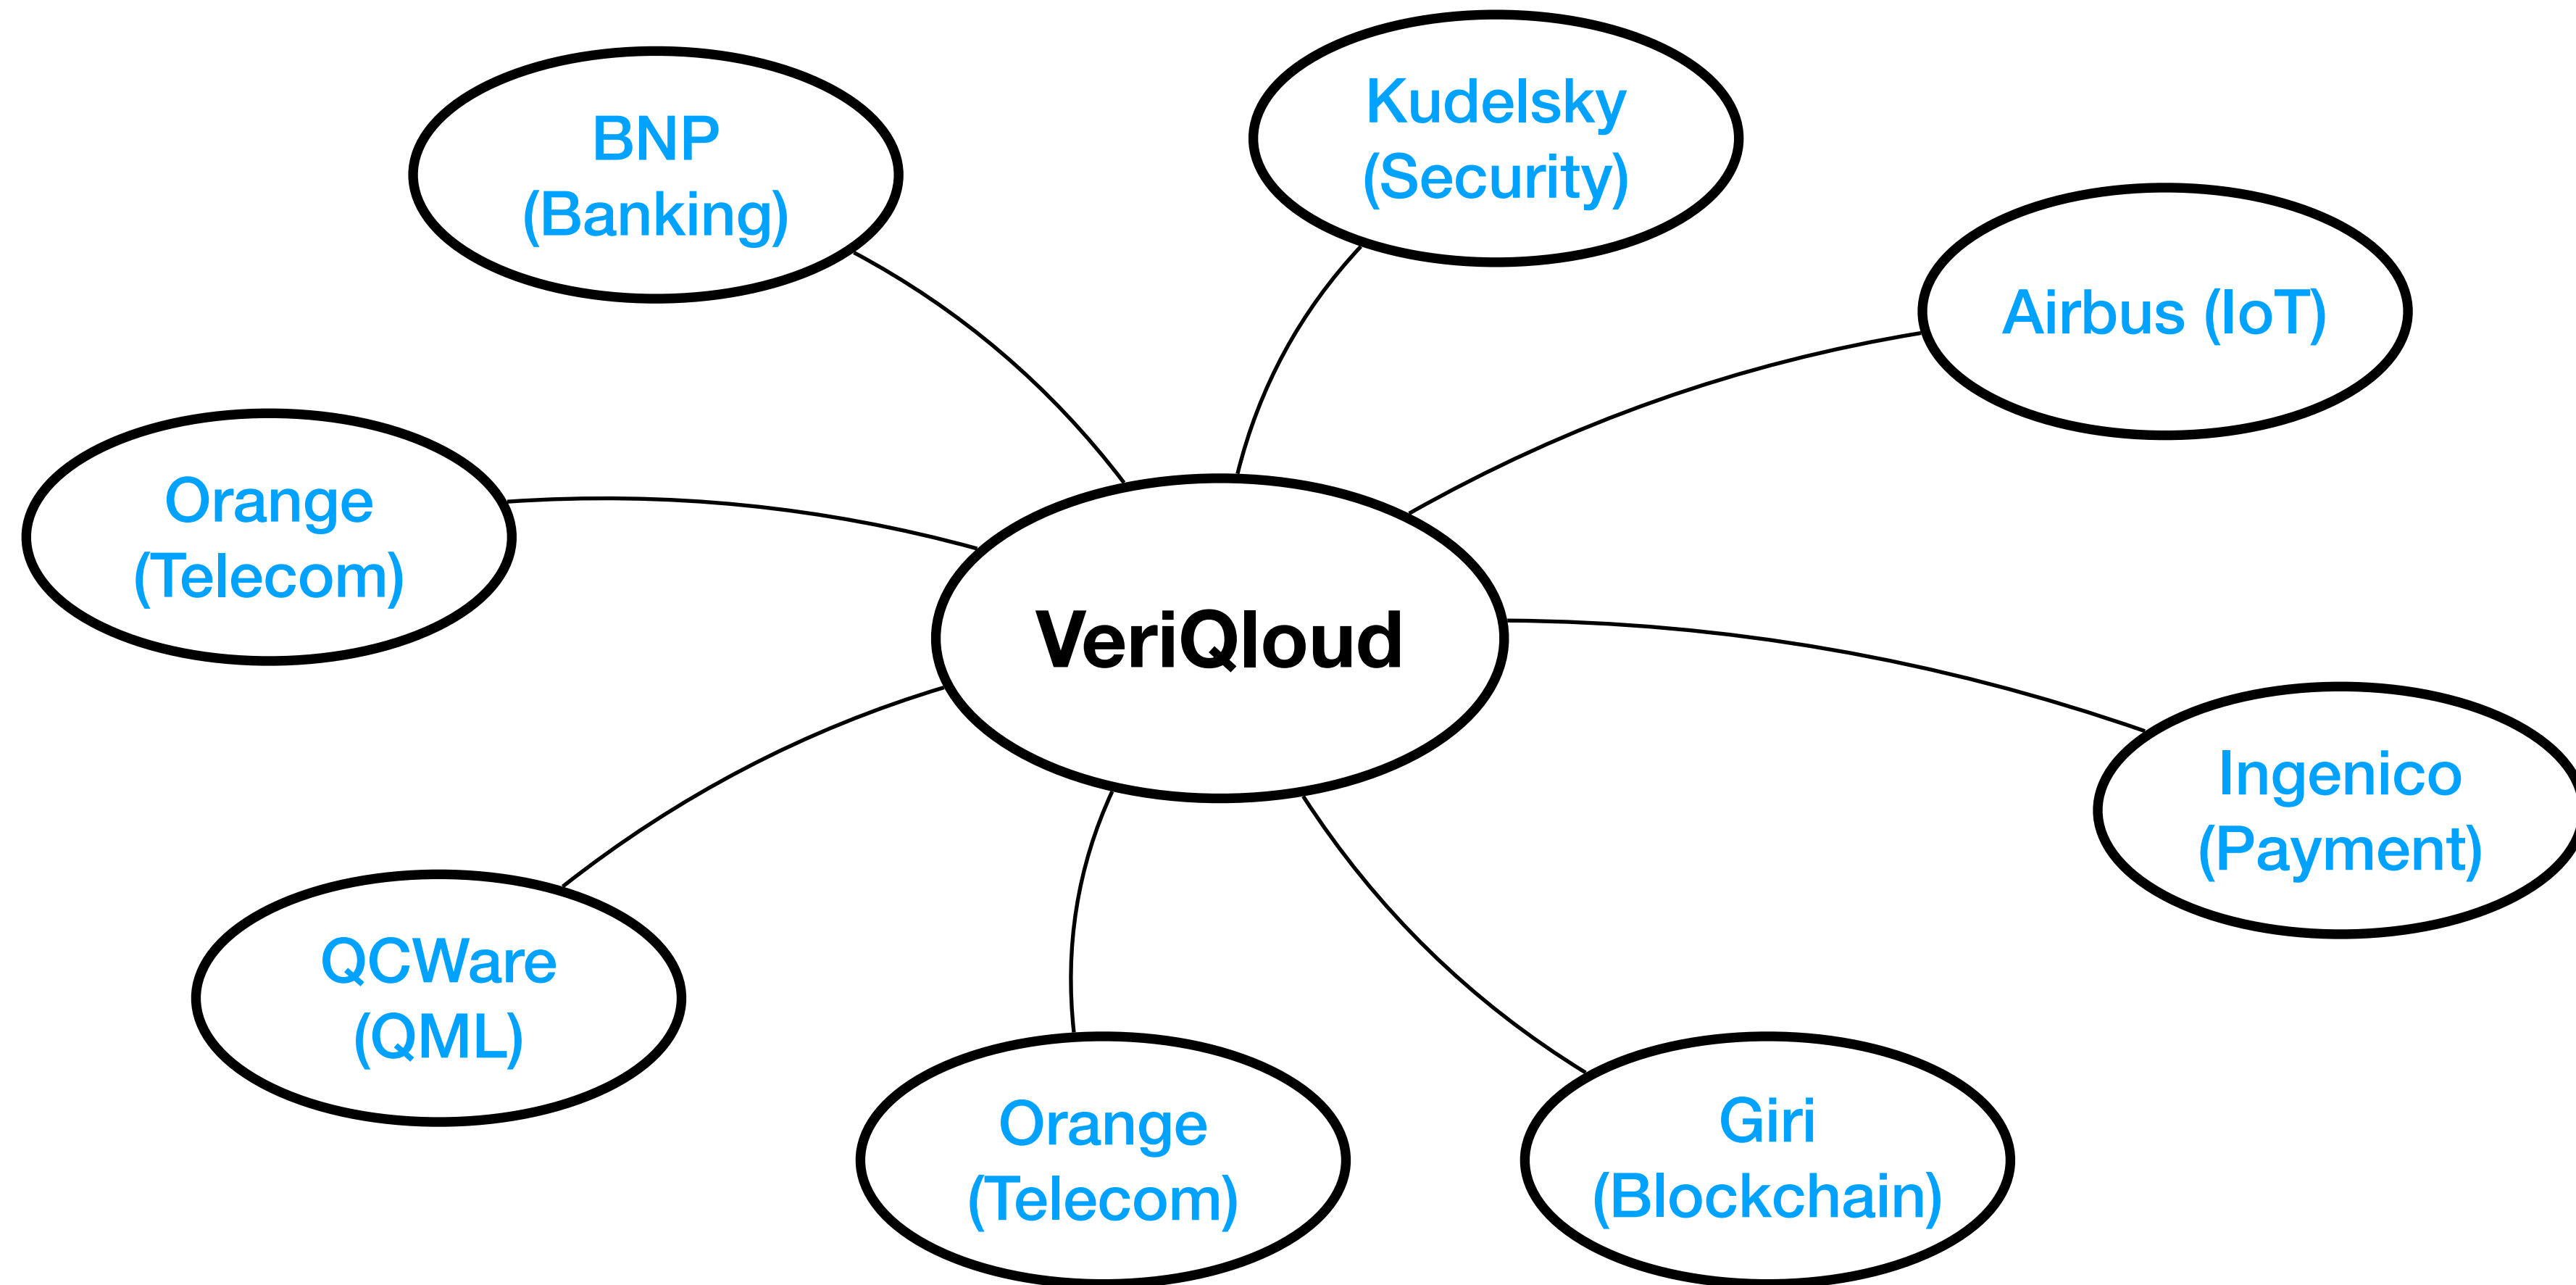 Kudelsky
(Security)
BNP
(Banking)
Airbus (IoT)
Orange
(Telecom)
VeriQloud
Ingenico
(Payment)
QCWare
(QML)
Orange
(Telecom)
Giri
(Blockchain)